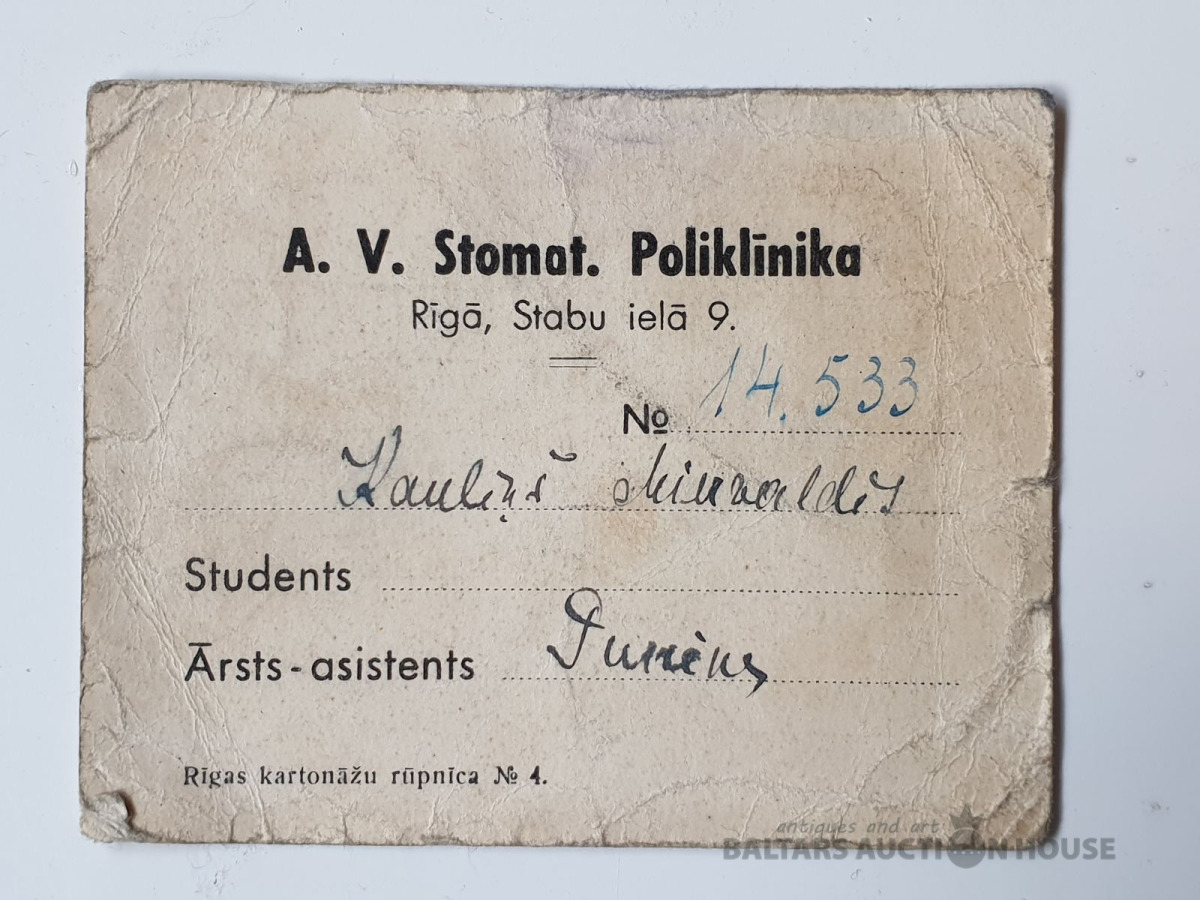 A. V. Stomat. Poliklīnika
Rīgā, Stabu ielā 9.
№ 14.533
Kauliņš
Students
Ārsts-asistents
Rīgas kartonāžu rūpnīca № 4.
antiques and art
BALTARS AUCTION HOUSE